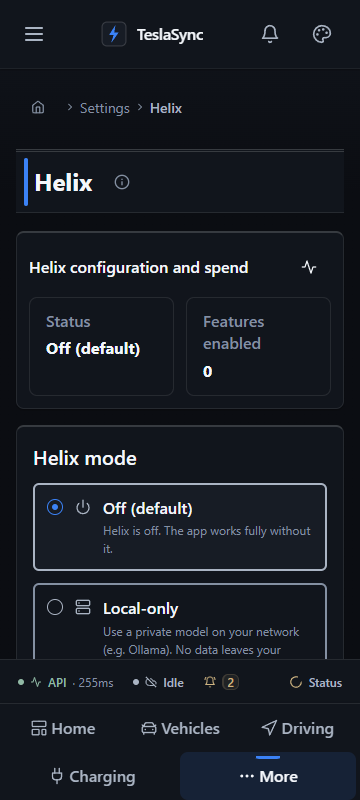 TeslaSync
Settings
Helix
Helix
Helix configuration and spend
Status
Off (default)
Features
enabled
0
Helix mode
Off (default)
Helix is off. The app works fully without
it.
Local-only
Use a private model on your network
(e.g. Ollama). No data leaves your
API · 255ms
Idle
2
Status
Home
Vehicles
Driving
Charging
More